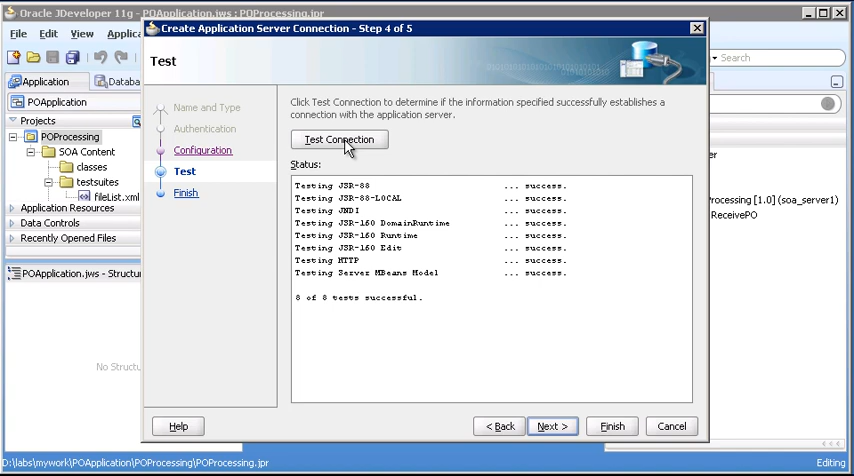 Oracle JDeveloper 11g - POApplication.jws : POProcessing.jpr
File Edit View Applica
Search
Application Databa
POApplication
Projects
POProcessing
SOA Content
classes
testsuites
fileList.xml
Application Resources
Data Controls
Recently Opened Files
POApplication.jws - Structur
No Structu
Create Application Server Connection - Step 4 of 5
Test
Name and Type
Authentication
Configuration
Test
Finish
Click Test Connection to determine if the information specified successfully establishes a
connection with the application server.
Test Connection
Status:
Testing JSR-88 ... success.
Testing JSR-88-LOCAL ... success.
Testing JNDI ... success.
Testing JSR-160 DomainRuntime ... success.
Testing JSR-160 Runtime ... success.
Testing JSR-160 Edit ... success.
Testing HTTP ... success.
Testing Server MBeans Model ... success.
8 of 8 tests successful.
Help
< Back
Next >
Finish
Cancel
er
rocessing [1.0] (soa_server1)
ReceivePO
D:\labs\mywork\POApplication\POProcessing\POProcessing.jpr
Editing